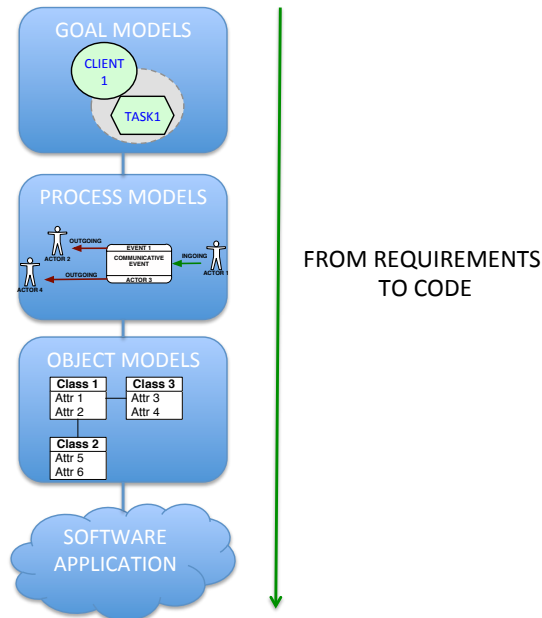 GOAL MODELS
CLIENT
1
TASK1
PROCESS MODELS
OUTGOING
ACTOR 2
EVENT 1
COMMUNICATIVE
EVENT
ACTOR 3
INGOING
ACTOR 1
OUTGOING
ACTOR 4
FROM REQUIREMENTS
TO CODE
OBJECT MODELS
Class 1
Attr 1
Attr 2
Class 3
Attr 3
Attr 4
Class 2
Attr 5
Attr 6
SOFTWARE
APPLICATION